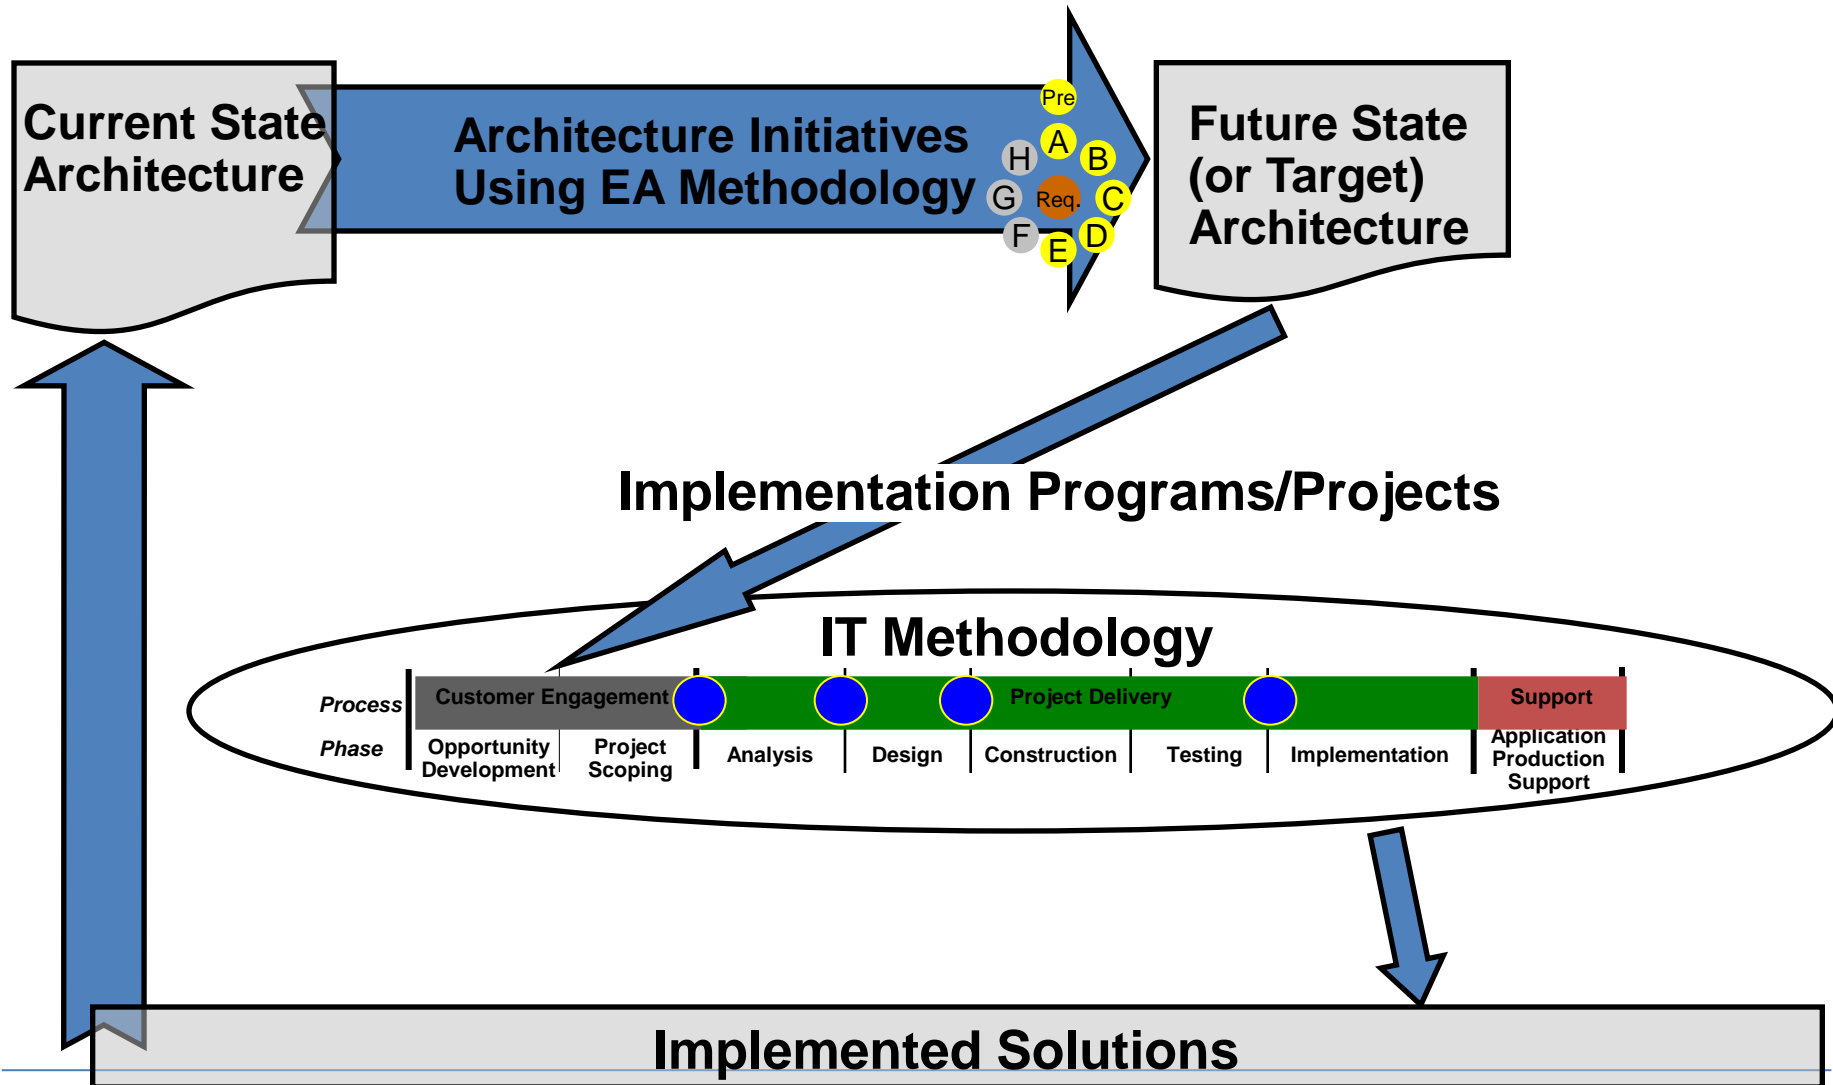 Current State
Architecture
Architecture Initiatives
Using EA Methodology
Pre
A
B
C
D
E
F
G
H
Req.
Future State
(or Target)
Architecture
Implementation Programs/Projects
IT Methodology
Process
Customer Engagement
Project Delivery
Support
Phase
Opportunity
Development
Project
Scoping
Analysis
Design
Construction
Testing
Implementation
Application
Production
Support
Implemented Solutions